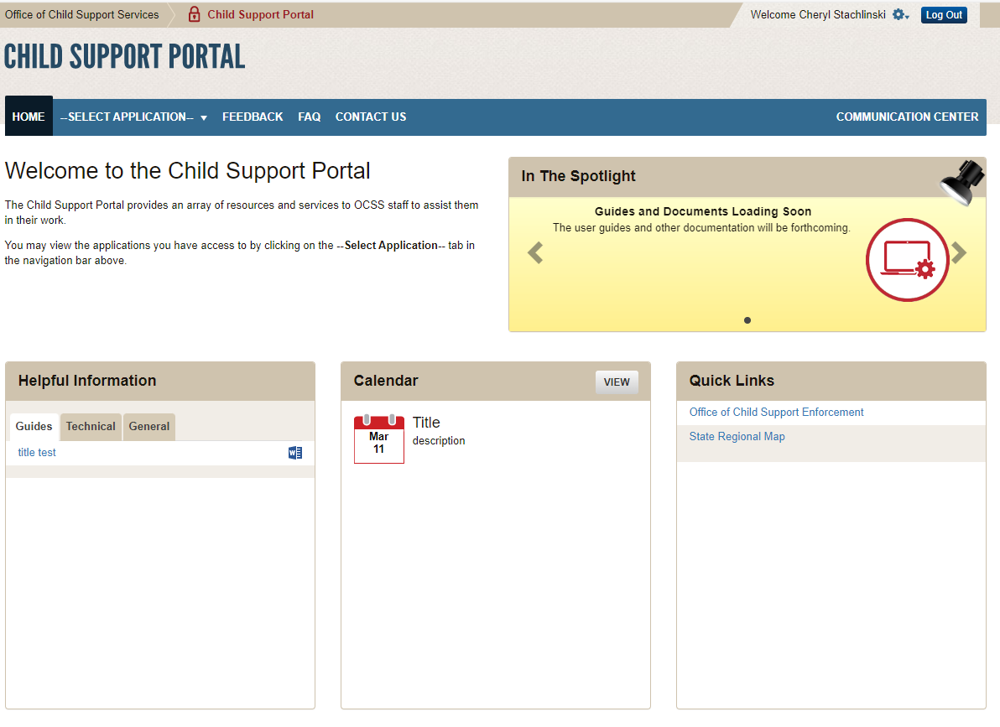 Office of Child Support Services
Child Support Portal
Welcome Cheryl Stachlinski
Log Out
CHILD SUPPORT PORTAL
HOME
--SELECT APPLICATION--
FEEDBACK
FAQ
CONTACT US
COMMUNICATION CENTER
Welcome to the Child Support Portal
The Child Support Portal provides an array of resources and services to OCSS staff to assist them
in their work.
You may view the applications you have access to by clicking on the --Select Application-- tab in
the navigation bar above.
In The Spotlight
Guides and Documents Loading Soon
The user guides and other documentation will be forthcoming.
Helpful Information
Guides
Technical
General
title test
W
Calendar
VIEW
Mar
11
Title
description
Quick Links
Office of Child Support Enforcement
State Regional Map